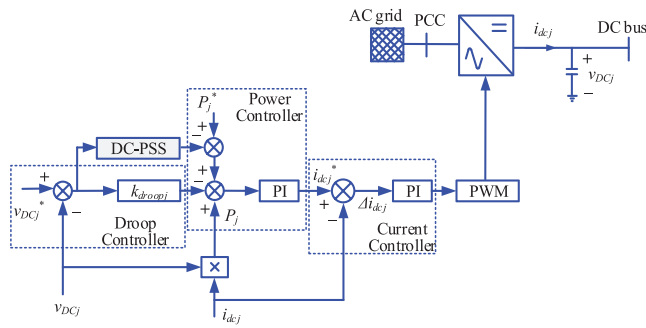 AC grid
PCC
i_dcj
DC bus
+
v_DCj
−
P_j*
Power
Controller
+
−
DC-PSS
+
+
v_DCj*
−
k_droopj
−
+
P_j
PI
i_dcj*
+
−
Δi_dcj
PI
PWM
Droop
Controller
Current
Controller
×
v_DCj
i_dcj